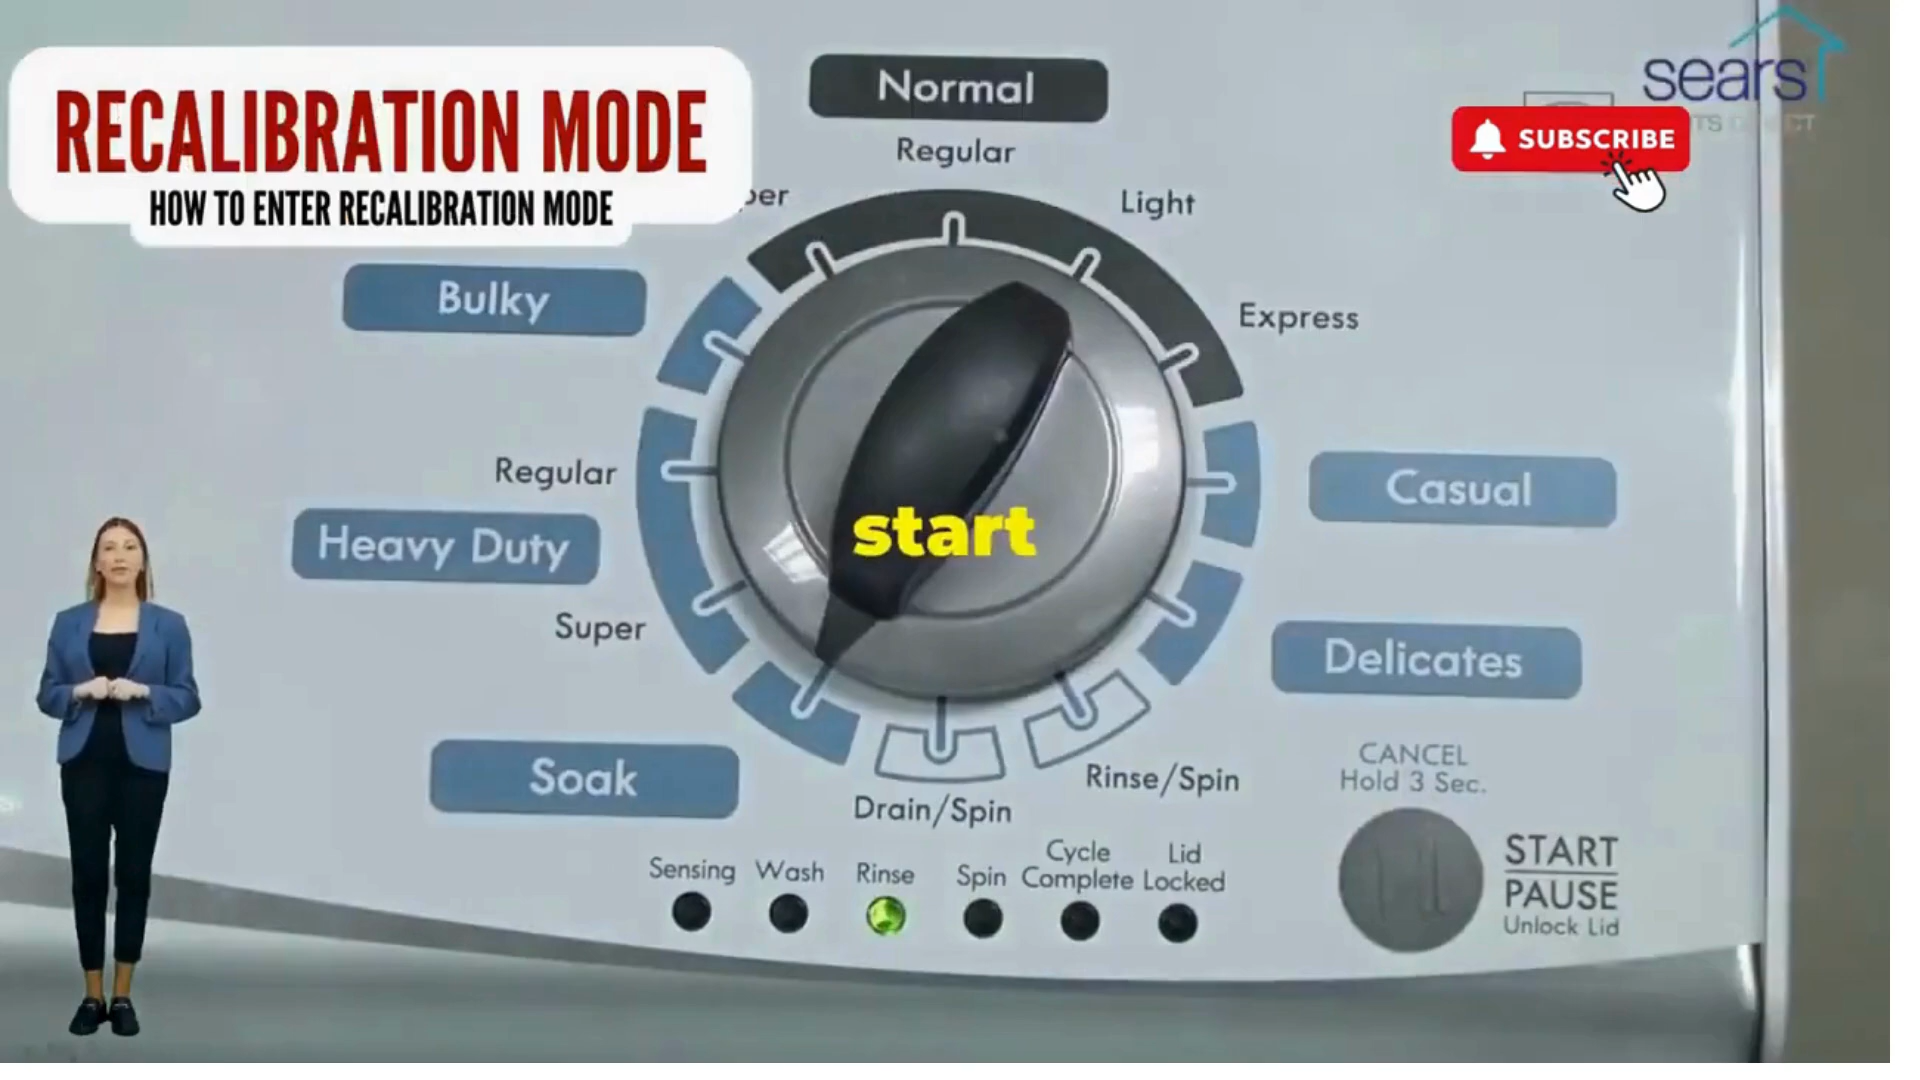 RECALIBRATION MODE
HOW TO ENTER RECALIBRATION MODE
sears
SUBSCRIBE
Normal
Regular
Light
Bulky
Express
Regular
Heavy Duty
Super
Casual
start
Delicates
Soak
Drain/Spin
Rinse/Spin
CANCEL
Hold 3 Sec.
START
PAUSE
Unlock Lid
Sensing
Wash
Rinse
Spin
Cycle
Complete
Lid
Locked